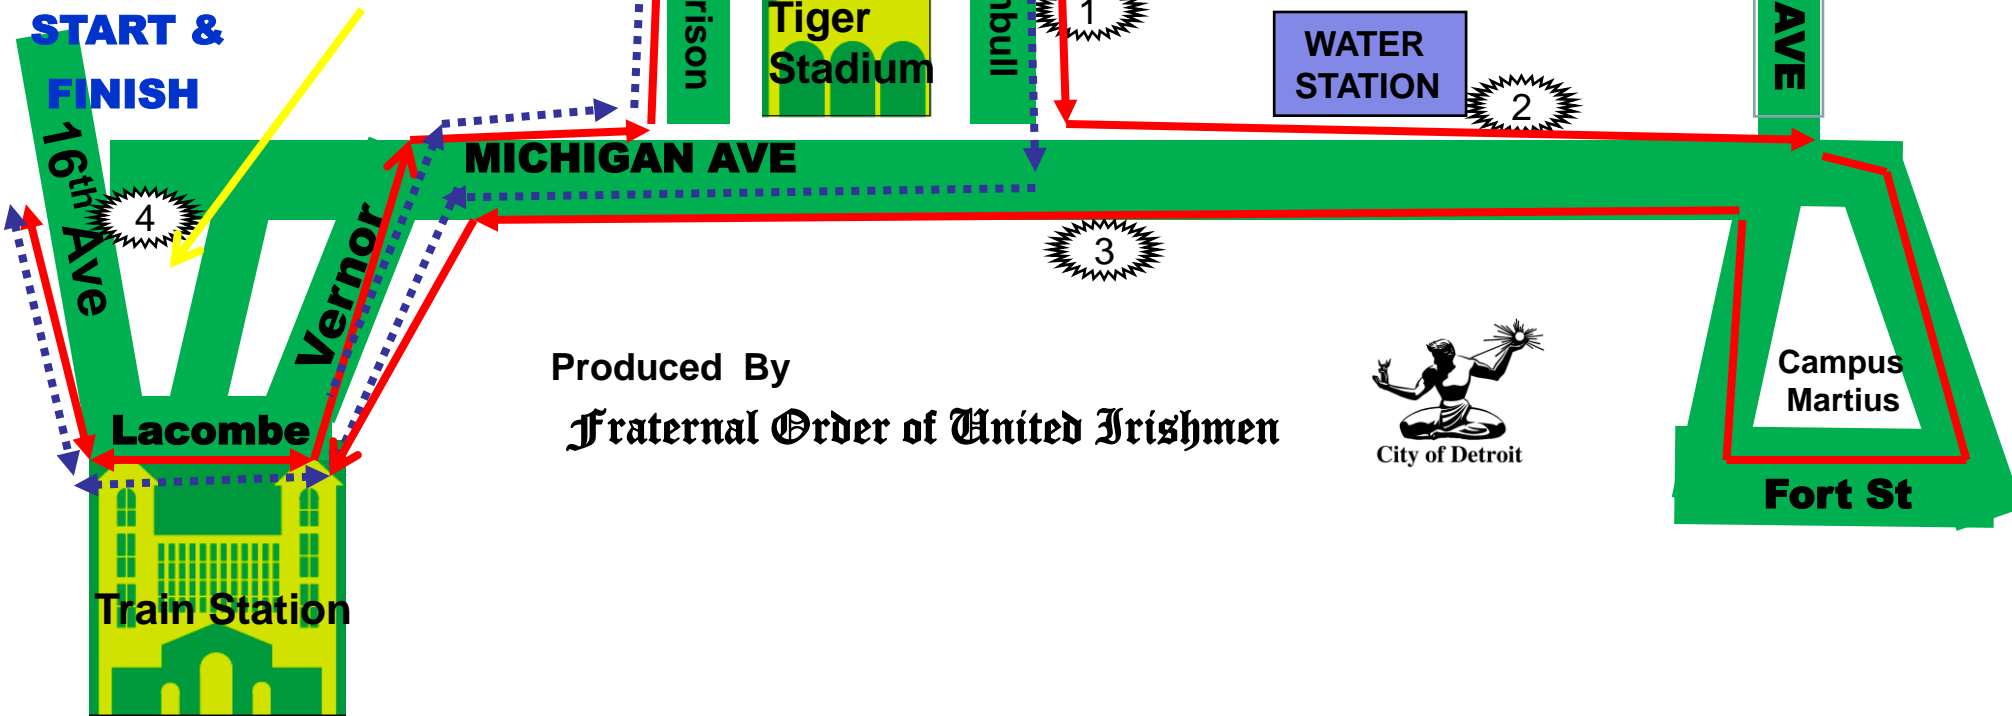 START &
FINISH
rison
Tiger
Stadium
nbull
1
WATER
STATION
2
AVE
16th Ave
MICHIGAN AVE
4
Vernor
3
Produced By
Fraternal Order of United Irishmen
City of Detroit
Campus
Martius
Lacombe
Fort St
Train Station